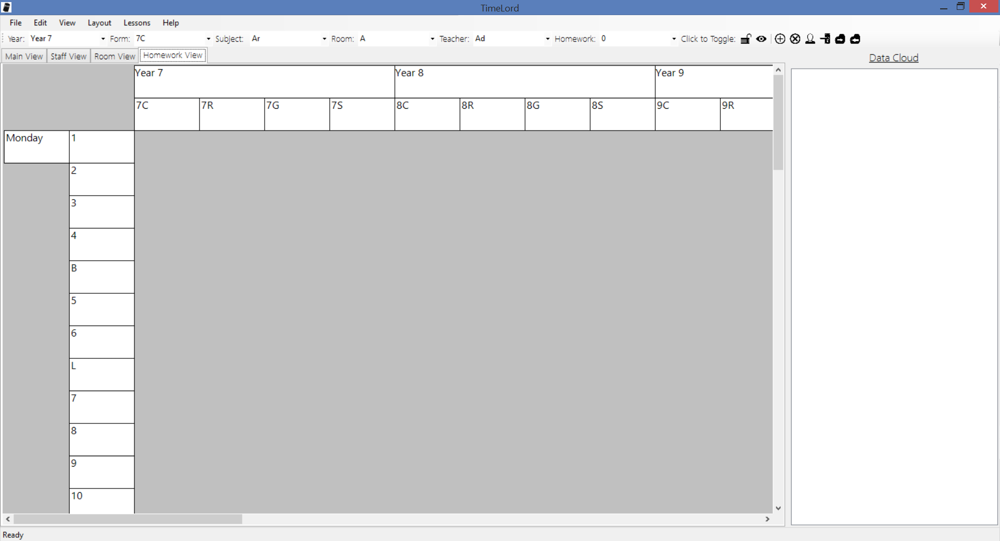 TimeLord
File Edit View Layout Lessons Help
Year: Year 7 Form: 7C Subject: Ar Room: A Teacher: Ad Homework: 0 Click to Toggle:
Main View Staff View Room View Homework View
Data Cloud
Year 7 Year 8 Year 9
7C 7R 7G 7S 8C 8R 8G 8S 9C 9R
Monday 1
2
3
4
B
5
6
L
7
8
9
10
Ready